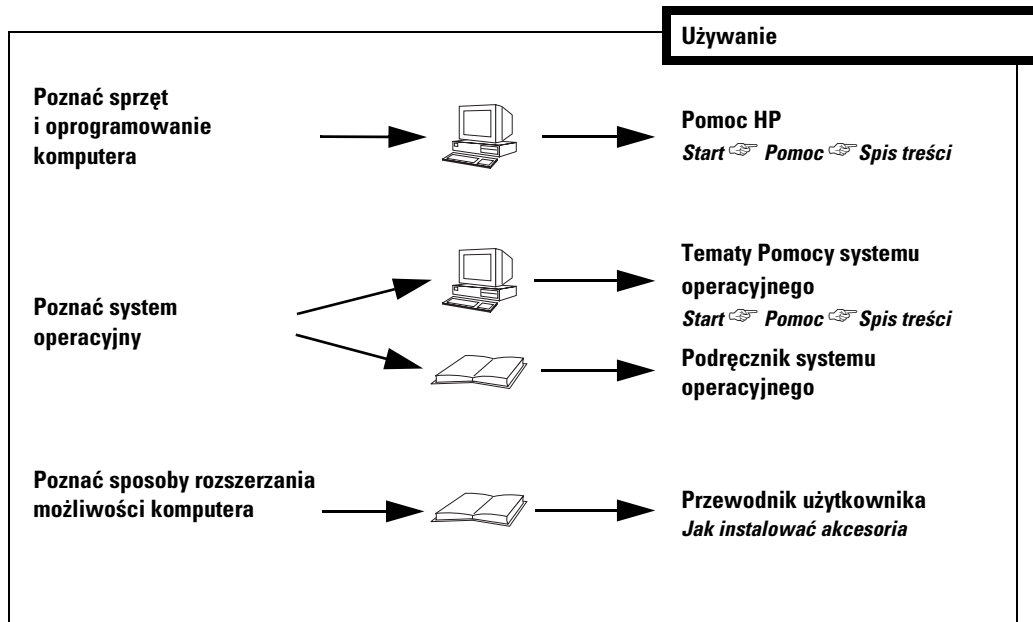 Używanie
Poznać sprzęt
i oprogramowanie
komputera
Pomoc HP
Start ☞ Pomoc ☞ Spis treści
Poznać system
operacyjny
Tematy Pomocy systemu
operacyjnego
Start ☞ Pomoc ☞ Spis treści
Podręcznik systemu
operacyjnego
Poznać sposoby rozszerzania
możliwości komputera
Przewodnik użytkownika
Jak instalować akcesoria